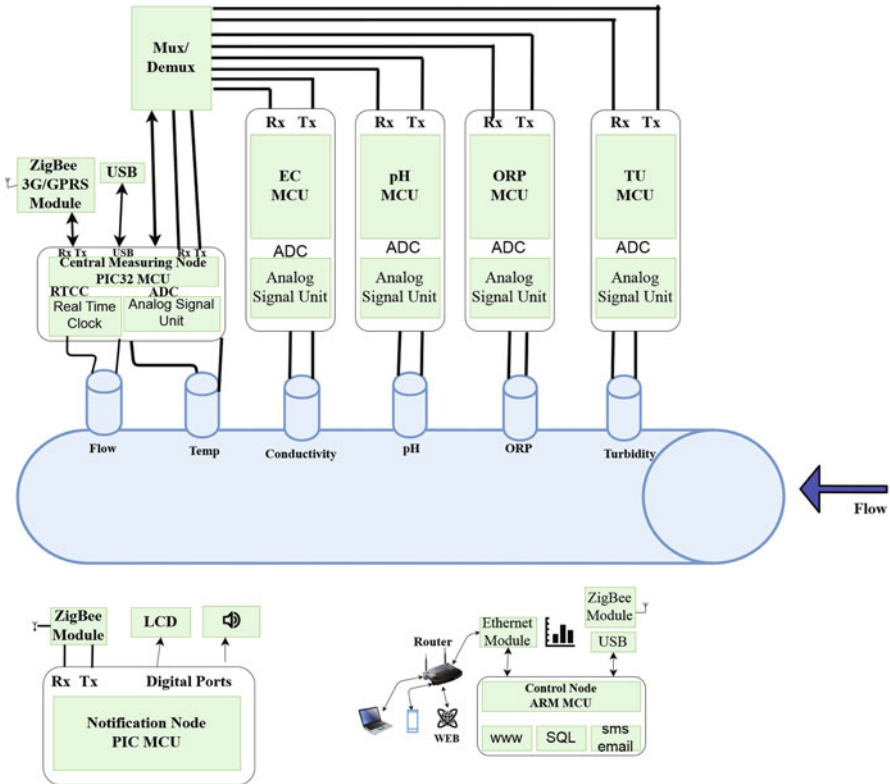 Mux/
Demux
Rx Tx
Rx Tx
Rx Tx
Rx Tx
ZigBee
3G/GPRS
Module
USB
EC
MCU
pH
MCU
ORP
MCU
TU
MCU
Rx Tx
USB
Rx Tx
Central Measuring Node
PIC32 MCU
RTCC
ADC
Real Time
Clock
Analog Signal
Unit
ADC
ADC
ADC
ADC
Analog
Signal Unit
Analog
Signal Unit
Analog
Signal Unit
Analog
Signal Unit
Flow
Temp
Conductivity
pH
ORP
Turbidity
Flow
ZigBee
Module
LCD
Rx Tx
Digital Ports
Notification Node
PIC MCU
Router
Ethernet
Module
ZigBee
Module
USB
WEB
Control Node
ARM MCU
www
SQL
sms
email